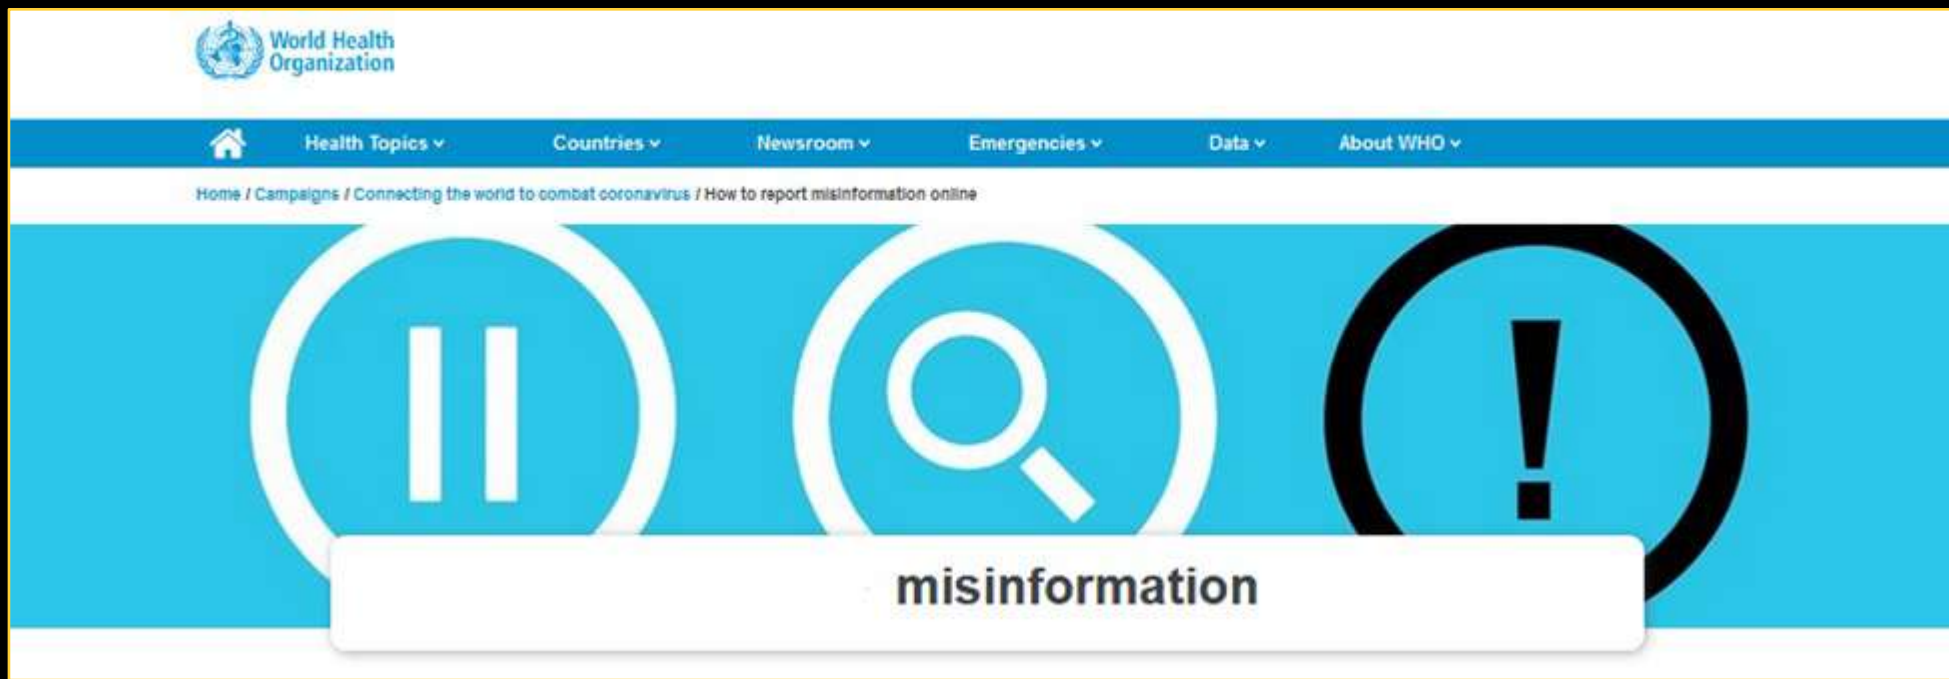 World Health
Organization
Health Topics Countries Newsroom Emergencies Data About WHO
Home / Campaigns / Connecting the world to combat coronavirus / How to report misinformation online
!
misinformation